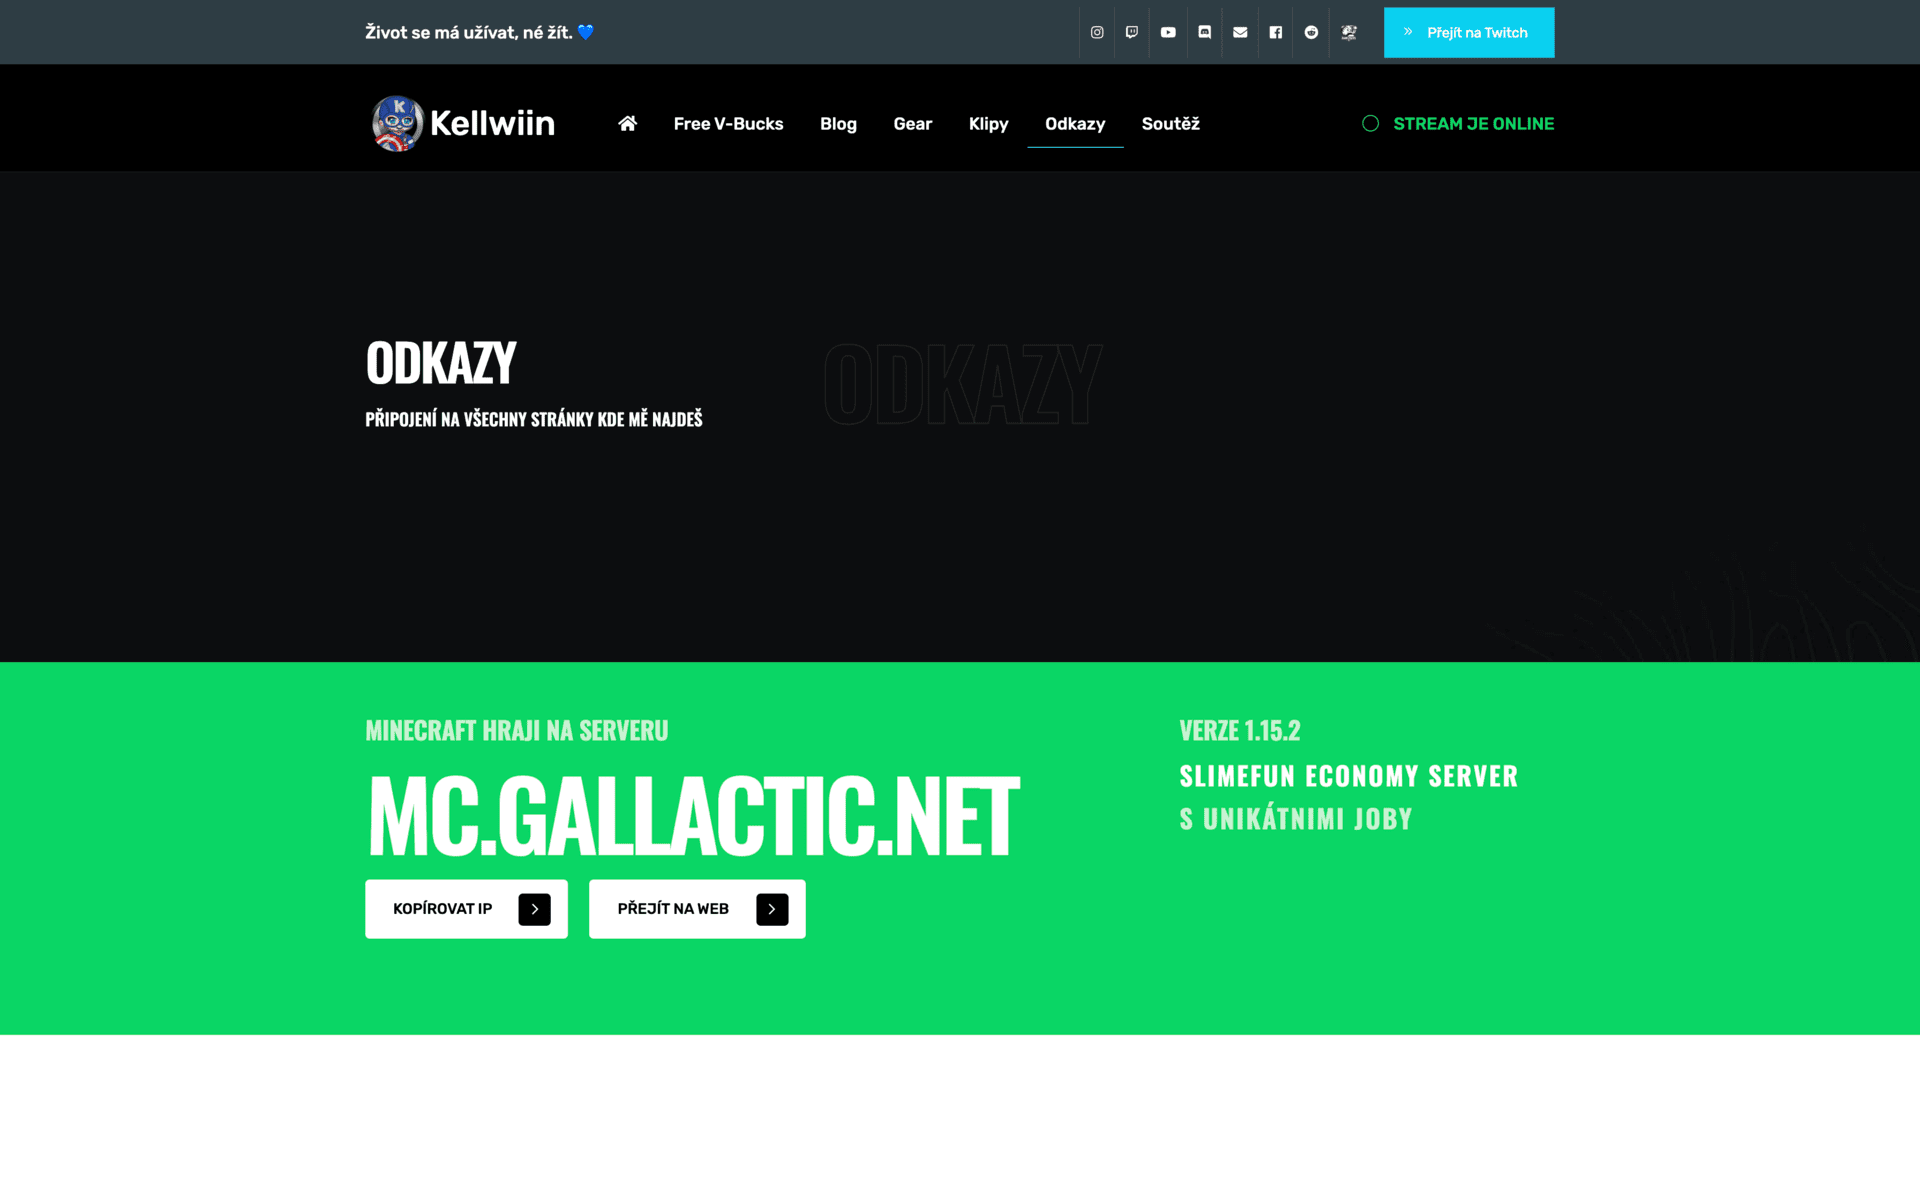 Život se má užívat, né žít. 💙
Přejít na Twitch
Kellwiin
Free V-Bucks
Blog
Gear
Klipy
Odkazy
Soutěž
STREAM JE ONLINE
ODKAZY
ODKAZY
PŘIPOJENÍ NA VŠECHNY STRÁNKY KDE MĚ NAJDEŠ
MINECRAFT HRAJI NA SERVERU
MC.GALLACTIC.NET
KOPÍROVAT IP
PŘEJÍT NA WEB
VERZE 1.15.2
SLIMEFUN ECONOMY SERVER
S UNIKÁTNIMI JOBY